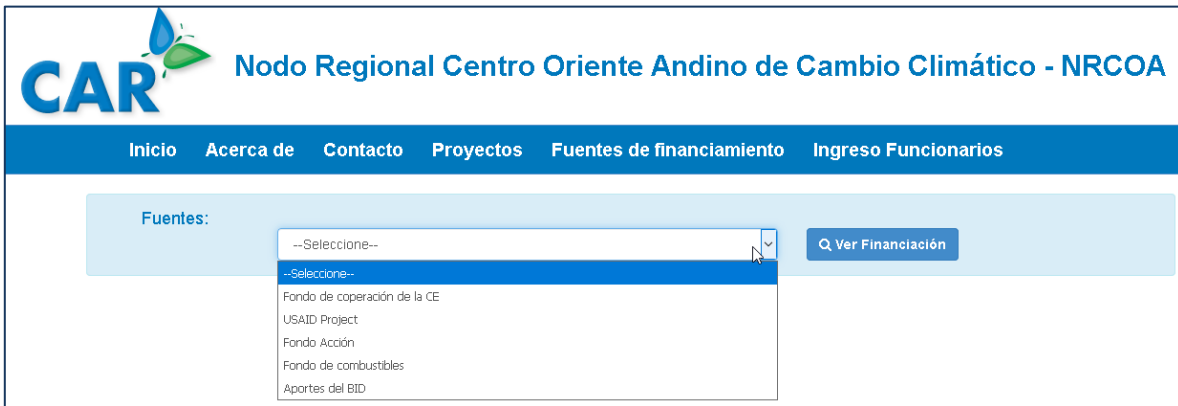 CAR
Nodo Regional Centro Oriente Andino de Cambio Climático - NRCOA
Inicio Acerca de Contacto Proyectos Fuentes de financiamiento Ingreso Funcionarios
Fuentes:
--Seleccione-- Ver Financiación
--Seleccione--
Fondo de coperación de la CE
USAID Project
Fondo Acción
Fondo de combustibles
Aportes del BID